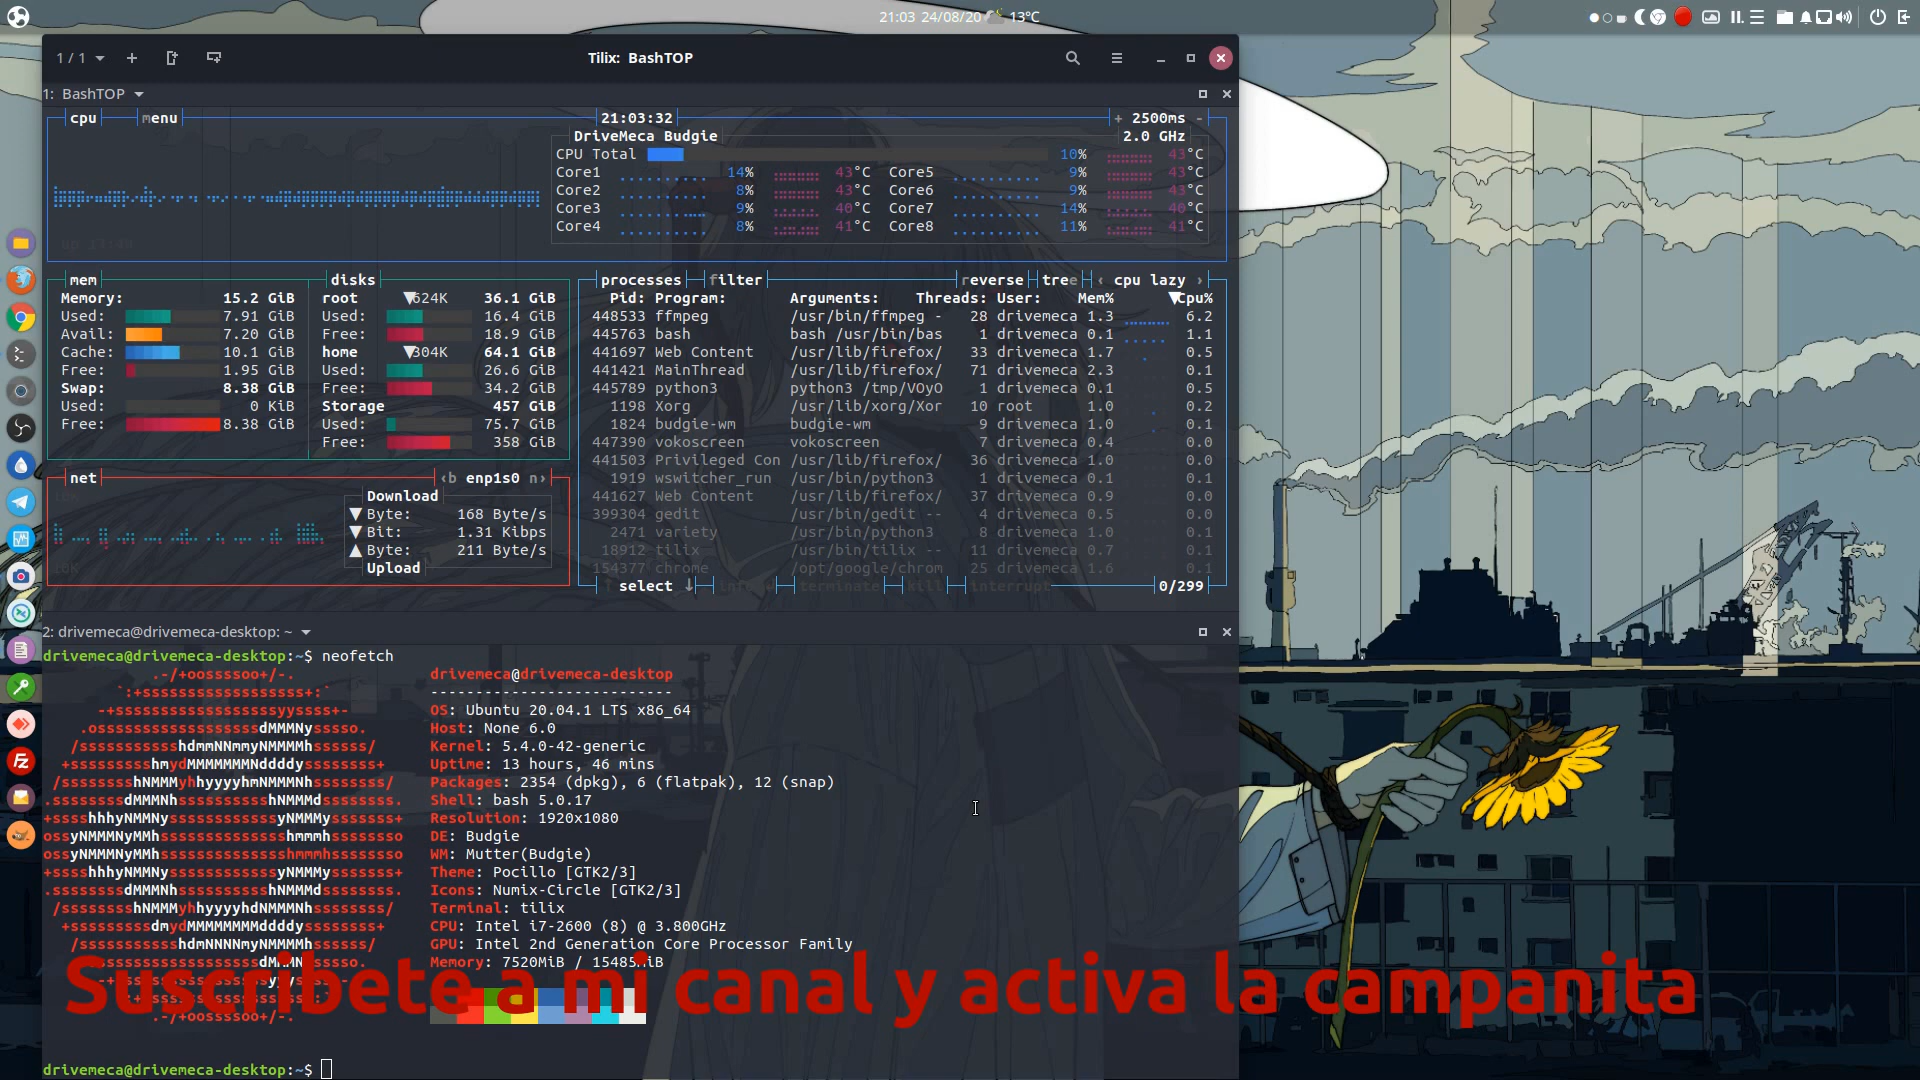 21:03 24/08/20 13°C
1 / 1
Tilix: BashTOP
1: BashTOP
cpu menu 21:03:32 + 2500ms -
DriveMeca Budgie 2.0 GHz
CPU Total 10% 43°C
Core1 14% 43°C Core5 9% 43°C
Core2 8% 43°C Core6 9% 43°C
Core3 9% 40°C Core7 14% 40°C
Core4 8% 41°C Core8 11% 41°C
mem disks
Memory: 15.2 GiB root ▼624K 36.1 GiB
Used: 7.91 GiB Used: 16.4 GiB
Avail: 7.20 GiB Free: 18.9 GiB
Cache: 10.1 GiB home ▼304K 64.1 GiB
Free: 1.95 GiB Used: 26.6 GiB
Swap: 8.38 GiB Free: 34.2 GiB
Used: 0 KiB Storage 457 GiB
Free: 8.38 GiB Used: 75.7 GiB
Free: 358 GiB
processes filter reverse tree ‹ cpu lazy ›
Pid: Program: Arguments: Threads: User: Mem% ▼Cpu%
448533 ffmpeg /usr/bin/ffmpeg - 28 drivemeca 1.3 6.2
445763 bash bash /usr/bin/bas 1 drivemeca 0.1 1.1
441697 Web Content /usr/lib/firefox/ 33 drivemeca 1.7 0.5
441421 MainThread /usr/lib/firefox/ 71 drivemeca 2.3 0.1
445789 python3 python3 /tmp/VOyO 1 drivemeca 0.1 0.5
1198 Xorg /usr/lib/xorg/Xor 10 root 1.0 0.2
1824 budgie-wm budgie-wm 9 drivemeca 1.0 0.1
447390 vokoscreen vokoscreen 7 drivemeca 0.4 0.0
441503 Privileged Con /usr/lib/firefox/ 36 drivemeca 1.0 0.0
1919 wswitcher_run /usr/bin/python3 1 drivemeca 0.1 0.1
441627 Web Content /usr/lib/firefox/ 37 drivemeca 0.9 0.0
399304 gedit /usr/bin/gedit -- 4 drivemeca 0.5 0.0
2471 variety /usr/bin/python3 8 drivemeca 1.0 0.1
18912 tilix /usr/bin/tilix -- 11 drivemeca 0.7 0.1
154377 chrome /opt/google/chrom 25 drivemeca 1.6 0.1
↑ select ↓ info terminate kill interrupt 0/299
net ‹b enp1s0 n›
Download
▼ Byte: 168 Byte/s
▼ Bit: 1.31 Kibps
▲ Byte: 211 Byte/s
Upload
2: drivemeca@drivemeca-desktop: ~
drivemeca@drivemeca-desktop:~$ neofetch
drivemeca@drivemeca-desktop
---------------------------
OS: Ubuntu 20.04.1 LTS x86_64
Host: None 6.0
Kernel: 5.4.0-42-generic
Uptime: 13 hours, 46 mins
Packages: 2354 (dpkg), 6 (flatpak), 12 (snap)
Shell: bash 5.0.17
Resolution: 1920x1080
DE: Budgie
WM: Mutter(Budgie)
Theme: Pocillo [GTK2/3]
Icons: Numix-Circle [GTK2/3]
Terminal: tilix
CPU: Intel i7-2600 (8) @ 3.800GHz
GPU: Intel 2nd Generation Core Processor Family
Memory: 7520MiB / 15485MiB
Suscribete a mi canal y activa la campanita
drivemeca@drivemeca-desktop:~$